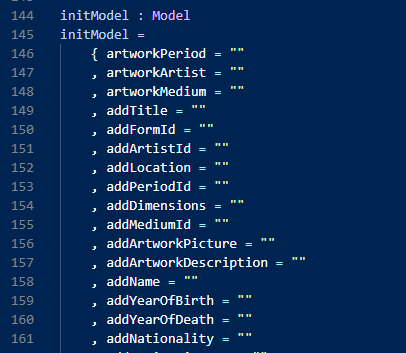 144 initModel : Model
145 initModel =
146 { artworkPeriod = ""
147 , artworkArtist = ""
148 , artworkMedium = ""
149 , addTitle = ""
150 , addFormId = ""
151 , addArtistId = ""
152 , addLocation = ""
153 , addPeriodId = ""
154 , addDimensions = ""
155 , addMediumId = ""
156 , addArtworkPicture = ""
157 , addArtworkDescription = ""
158 , addName = ""
159 , addYearOfBirth = ""
160 , addYearOfDeath = ""
161 , addNationality = ""